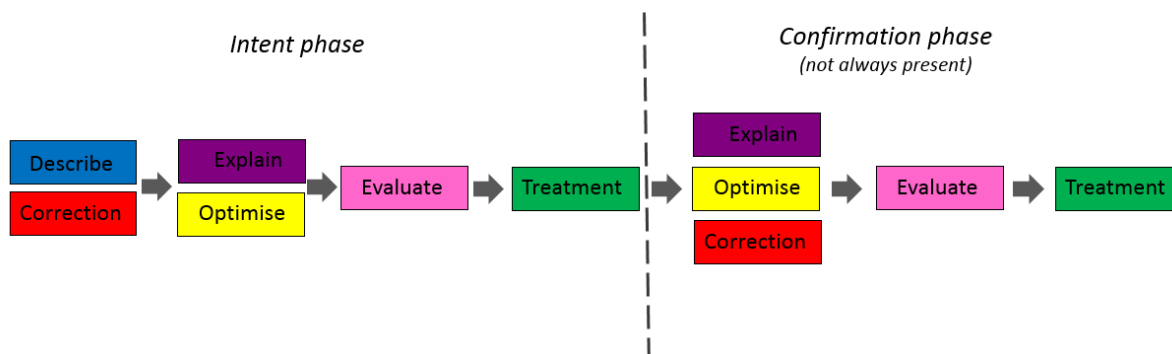 Intent phase
Confirmation phase
(not always present)
Describe
Correction
Explain
Optimise
Evaluate
Treatment
Explain
Optimise
Correction
Evaluate
Treatment